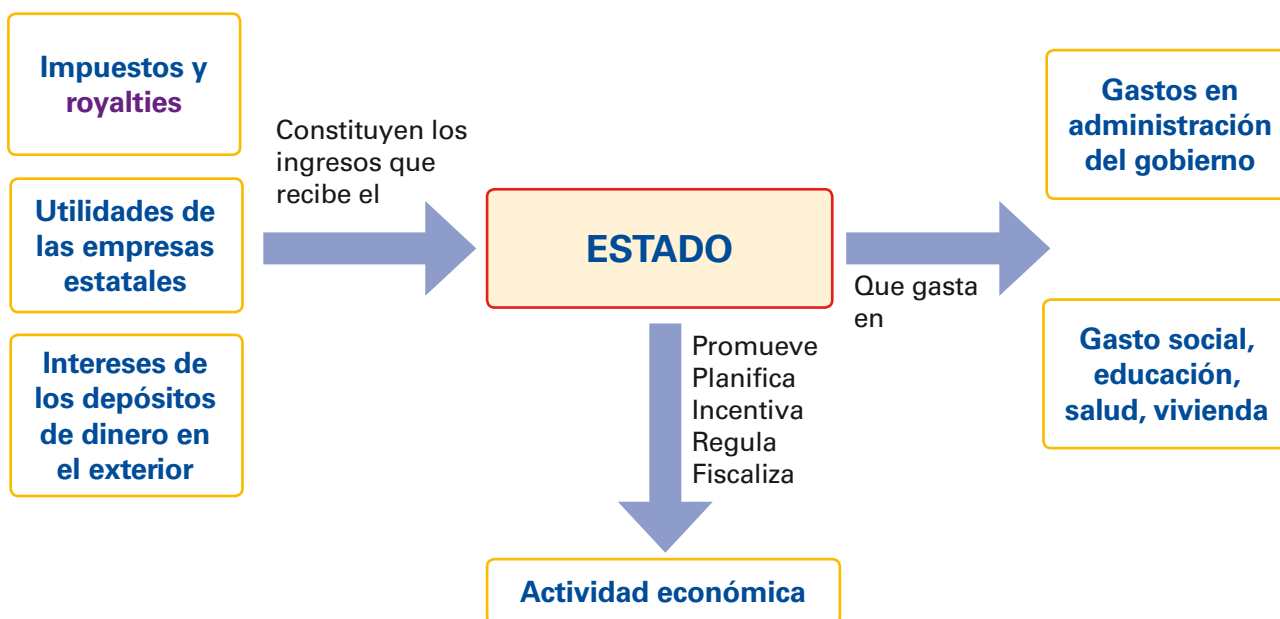 Impuestos y
royalties
Utilidades de
las empresas
estatales
Intereses de
los depósitos
de dinero en
el exterior
Constituyen los
ingresos que
recibe el
ESTADO
Que gasta
en
Gastos en
administración
del gobierno
Gasto social,
educación,
salud, vivienda
Promueve
Planifica
Incentiva
Regula
Fiscaliza
Actividad económica